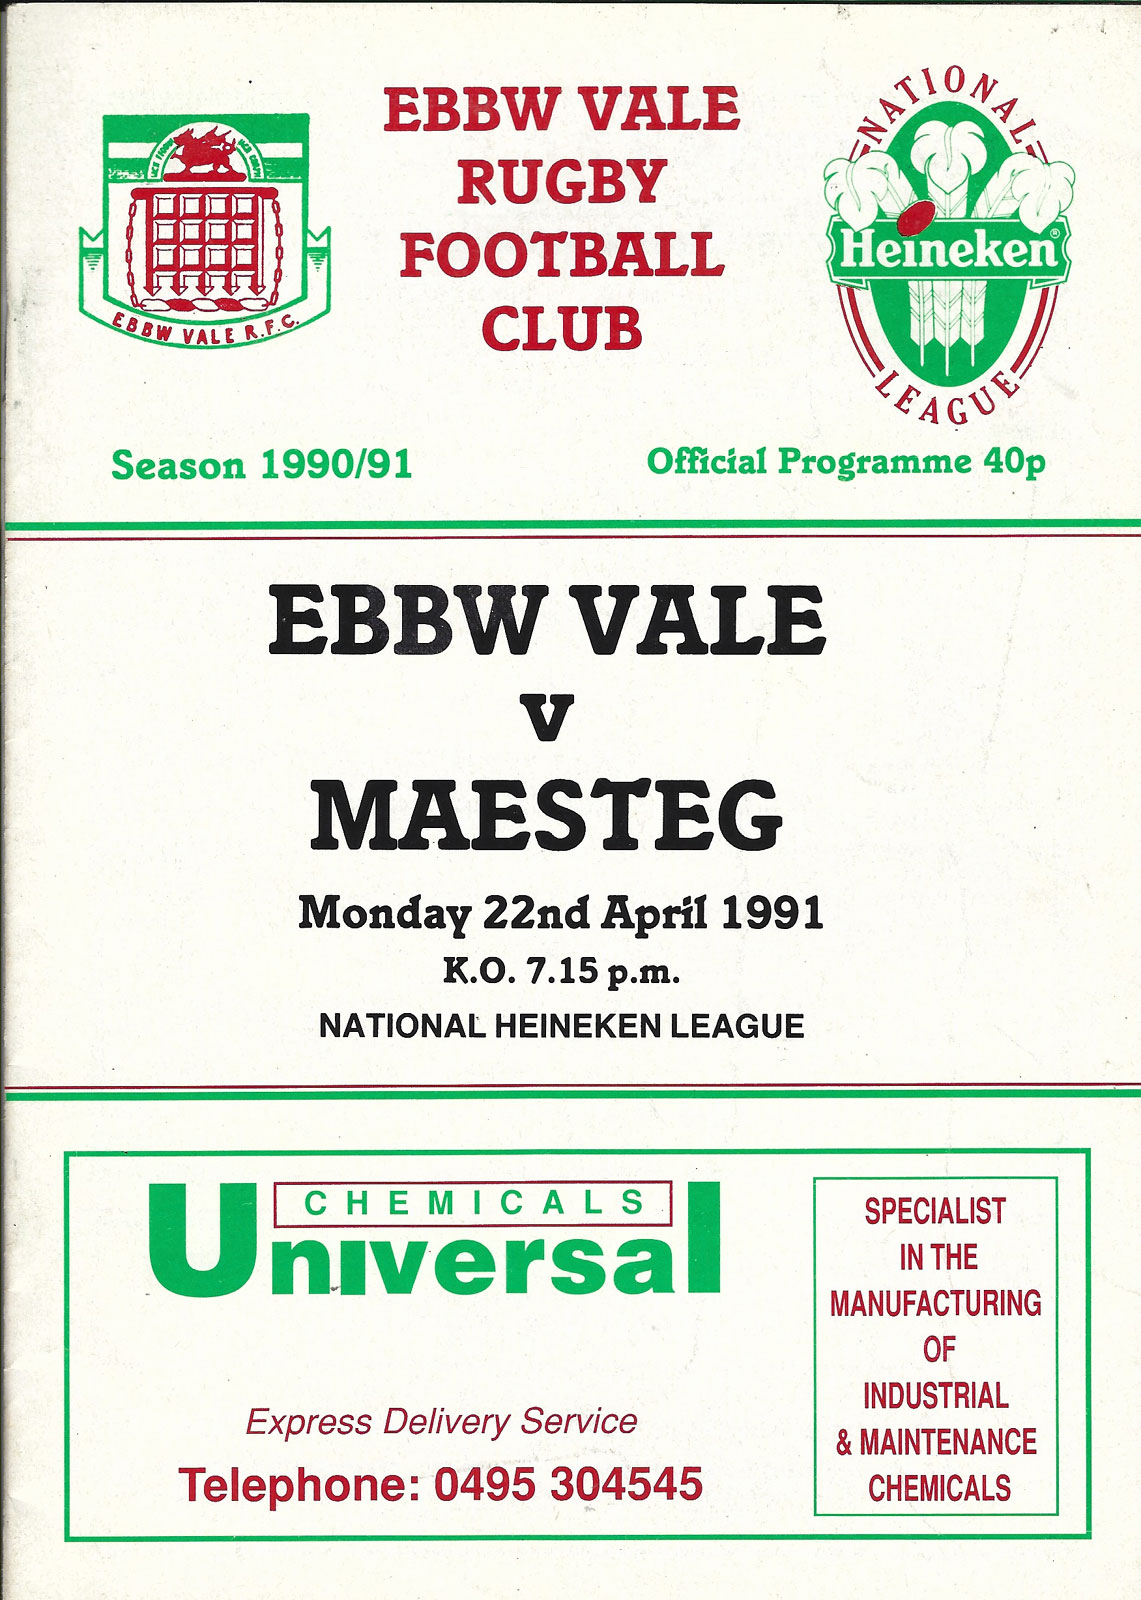 EBBW VALE
RUGBY
FOOTBALL
CLUB
EBBW VALE R.F.C.
NATIONAL
Heineken®
LEAGUE
Season 1990/91
Official Programme 40p
EBBW VALE
v
MAESTEG
Monday 22nd April 1991
K.O. 7.15 p.m.
NATIONAL HEINEKEN LEAGUE
CHEMICALS
Universal
Express Delivery Service
Telephone: 0495 304545
SPECIALIST
IN THE
MANUFACTURING
OF
INDUSTRIAL
& MAINTENANCE
CHEMICALS